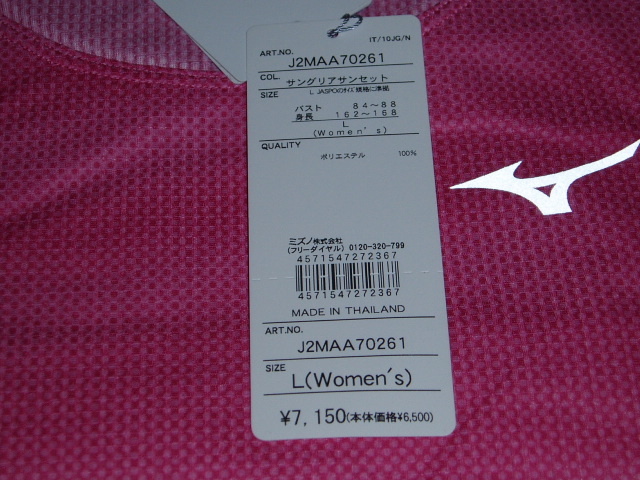 IT/10JG/N
ART.NO.
J2MAA70261
COL. サングリアサンセット
SIZE L JASPOのサイズ規格に準拠
バスト 84～88
身長 162～168
L
(Women's)
QUALITY
ポリエステル 100%
ミズノ株式会社
(フリーダイヤル) 0120-320-799
4571547272367
4571547272367
MADE IN THAILAND
ART.NO.
J2MAA70261
SIZE
L(Women's)
¥7,150(本体価格¥6,500)